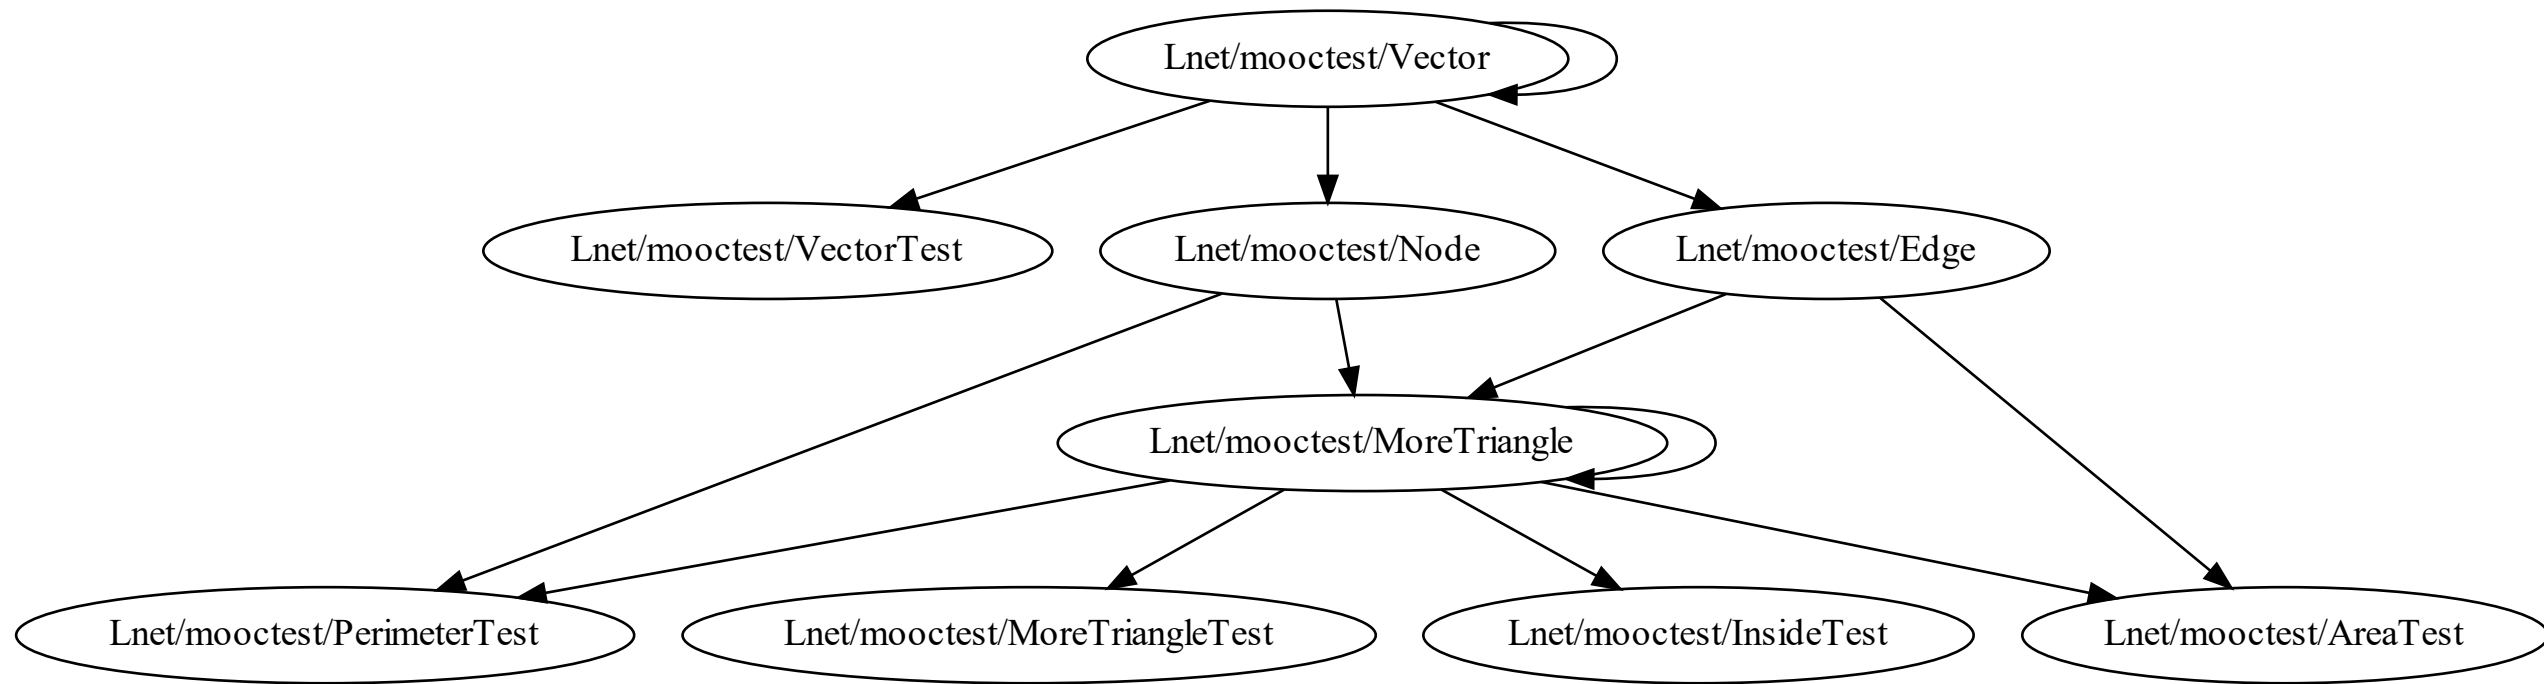 Lnet/mooctest/Vector
Lnet/mooctest/VectorTest
Lnet/mooctest/Node
Lnet/mooctest/Edge
Lnet/mooctest/MoreTriangle
Lnet/mooctest/PerimeterTest
Lnet/mooctest/MoreTriangleTest
Lnet/mooctest/InsideTest
Lnet/mooctest/AreaTest